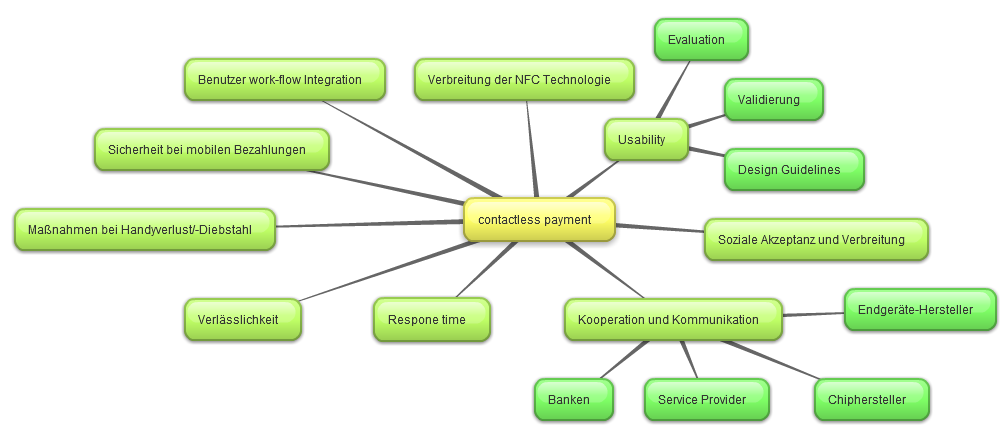 Evaluation
Benutzer work-flow Integration
Verbreitung der NFC Technologie
Validierung
Usability
Sicherheit bei mobilen Bezahlungen
Design Guidelines
contactless payment
Maßnahmen bei Handyverlust/-Diebstahl
Soziale Akzeptanz und Verbreitung
Verlässlichkeit
Respone time
Kooperation und Kommunikation
Endgeräte-Hersteller
Banken
Service Provider
Chiphersteller